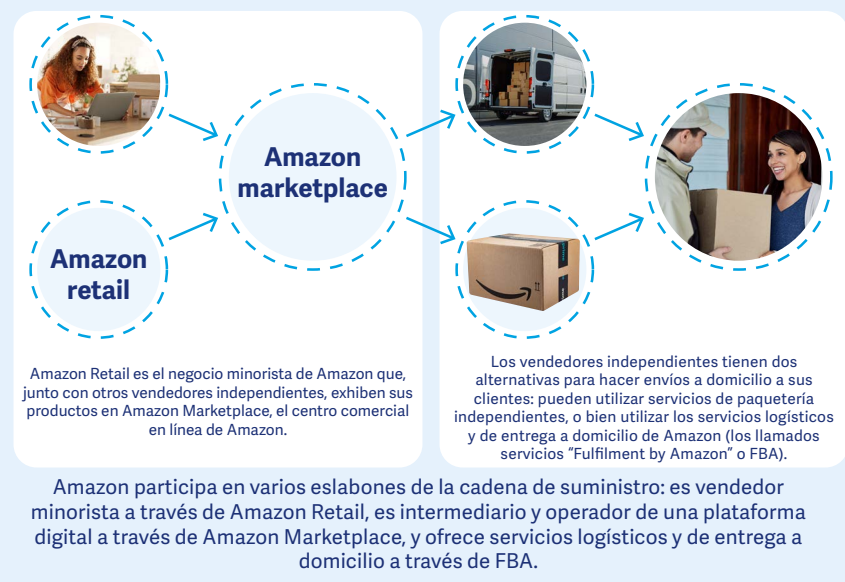 Amazon
marketplace
Amazon
retail
Amazon Retail es el negocio minorista de Amazon que,
junto con otros vendedores independientes, exhiben sus
productos en Amazon Marketplace, el centro comercial
en línea de Amazon.
Los vendedores independientes tienen dos
alternativas para hacer envíos a domicilio a sus
clientes: pueden utilizar servicios de paquetería
independientes, o bien utilizar los servicios logísticos
y de entrega a domicilio de Amazon (los llamados
servicios “Fulfilment by Amazon” o FBA).
Amazon participa en varios eslabones de la cadena de suministro: es vendedor
minorista a través de Amazon Retail, es intermediario y operador de una plataforma
digital a través de Amazon Marketplace, y ofrece servicios logísticos y de entrega a
domicilio a través de FBA.